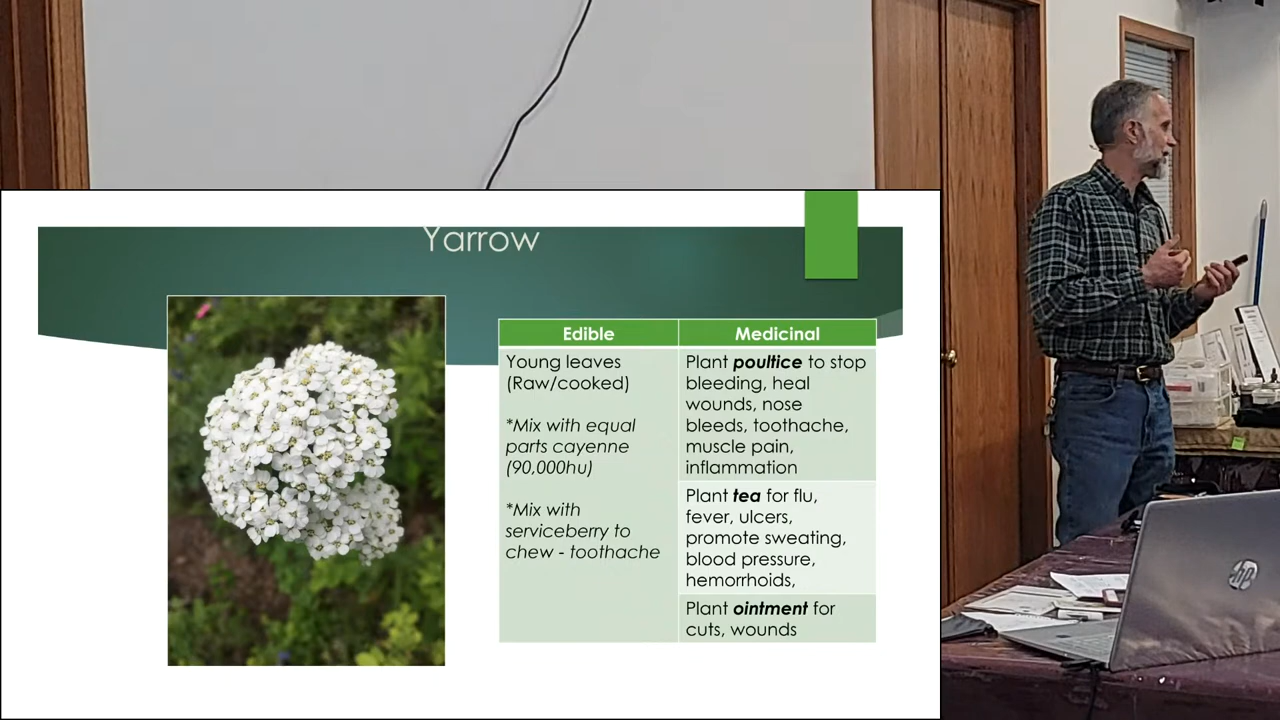 Yarrow
Edible
Medicinal
Young leaves
(Raw/cooked)
*Mix with equal
parts cayenne
(90,000hu)
*Mix with
serviceberry to
chew - toothache
Plant poultice to stop
bleeding, heal
wounds, nose
bleeds, toothache,
muscle pain,
inflammation
Plant tea for flu,
fever, ulcers,
promote sweating,
blood pressure,
hemorrhoids,
Plant ointment for
cuts, wounds
hp